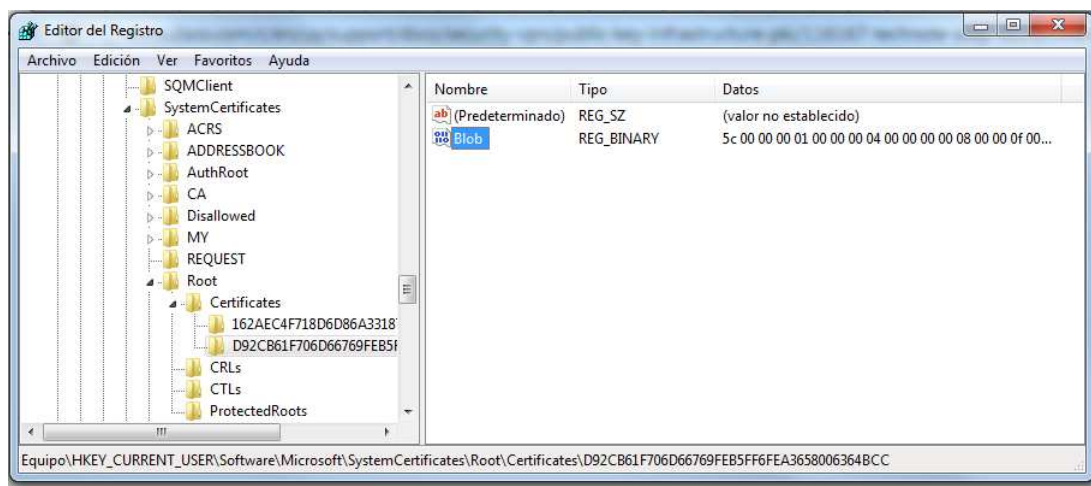 Editor del Registro
Archivo Edición Ver Favoritos Ayuda
SQMClient
SystemCertificates
ACRS
ADDRESSBOOK
AuthRoot
CA
Disallowed
MY
REQUEST
Root
Certificates
162AEC4F718D6D86A3318
D92CB61F706D66769FEB5F
CRLs
CTLs
ProtectedRoots
Nombre Tipo Datos
(Predeterminado) REG_SZ (valor no establecido)
Blob REG_BINARY 5c 00 00 00 01 00 00 00 04 00 00 00 00 08 00 00 0f 00...
Equipo\HKEY_CURRENT_USER\Software\Microsoft\SystemCertificates\Root\Certificates\D92CB61F706D66769FEB5FF6FEA3658006364BCC